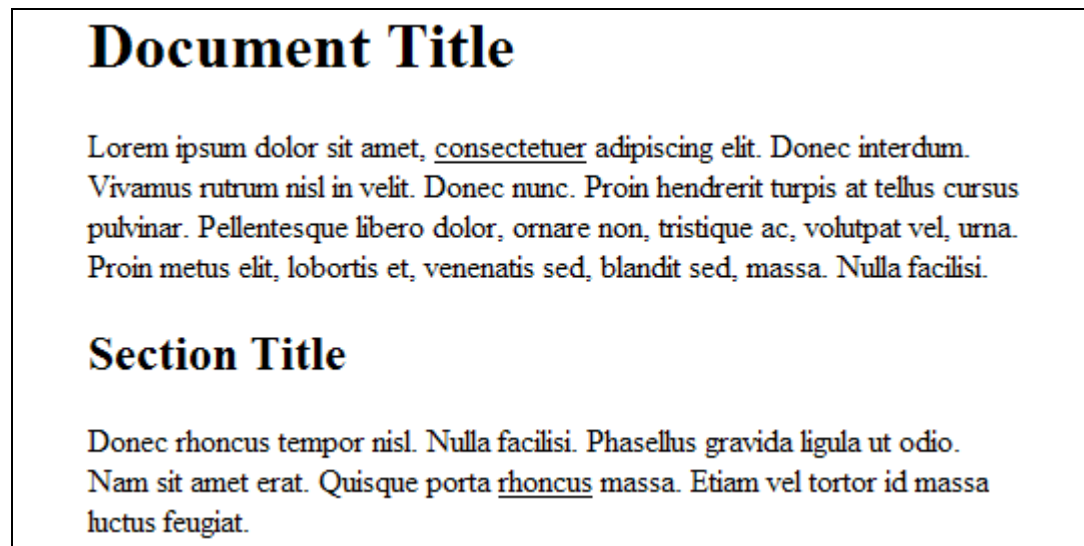 Document Title
Lorem ipsum dolor sit amet, consectetuer adipiscing elit. Donec interdum.
Vivamus rutrum nisl in velit. Donec nunc. Proin hendrerit turpis at tellus cursus
pulvinar. Pellentesque libero dolor, ornare non, tristique ac, volutpat vel, urna.
Proin metus elit, lobortis et, venenatis sed, blandit sed, massa. Nulla facilisi.
Section Title
Donec rhoncus tempor nisl. Nulla facilisi. Phasellus gravida ligula ut odio.
Nam sit amet erat. Quisque porta rhoncus massa. Etiam vel tortor id massa
luctus feugiat.